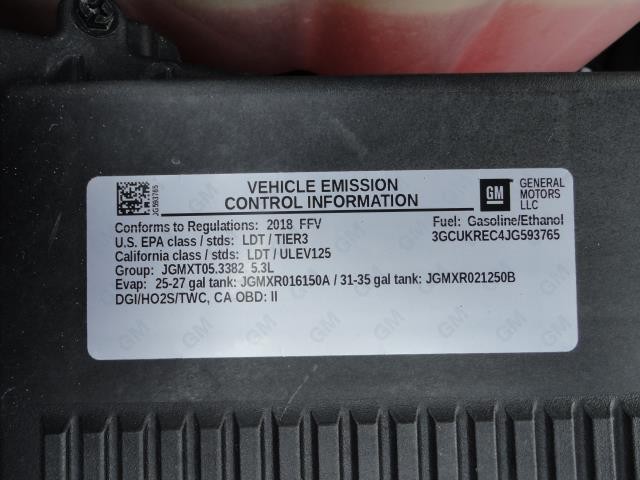 JG593765
VEHICLE EMISSION
CONTROL INFORMATION
GM
GENERAL
MOTORS
LLC
Conforms to Regulations: 2018 FFV
Fuel: Gasoline/Ethanol
U.S. EPA class / stds: LDT / TIER3
3GCUKREC4JG593765
California class / stds: LDT / ULEV125
Group: JGMXT05.3382 5.3L
Evap: 25-27 gal tank: JGMXR016150A / 31-35 gal tank: JGMXR021250B
DGI/HO2S/TWC, CA OBD: II